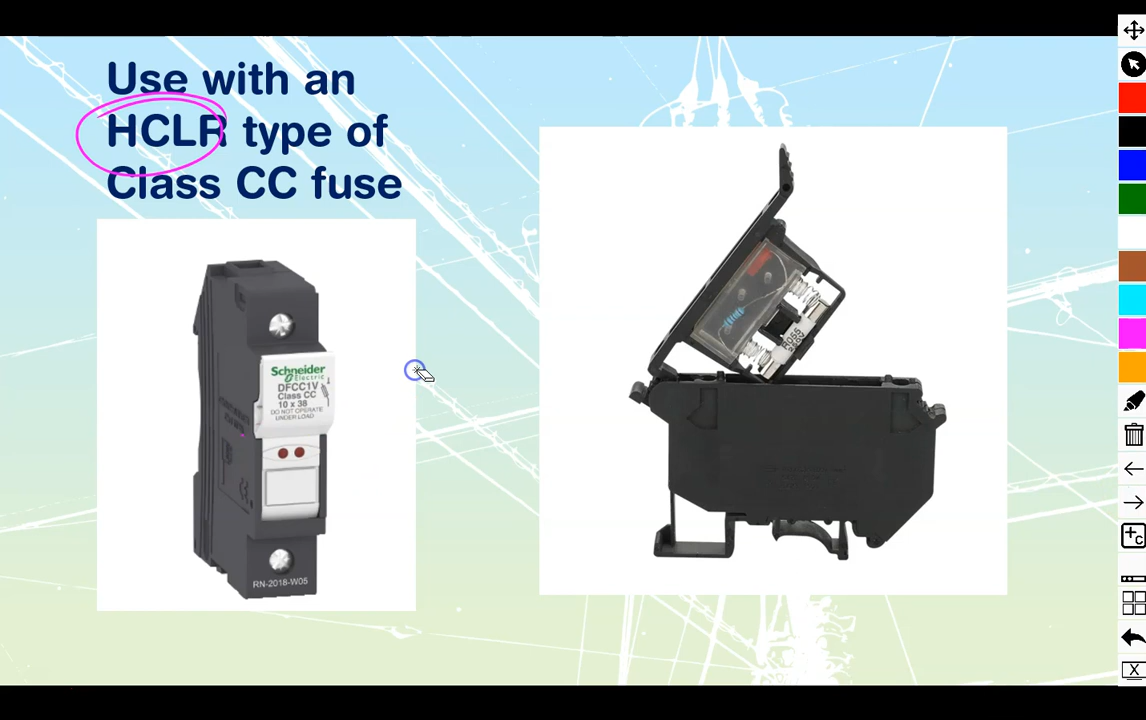 Use with an
HCLR type of
Class CC fuse
Schneider
Electric
DFCC1V
Class CC
10 x 38
DO NOT OPERATE
UNDER LOAD
RN-2018-W05
C
X